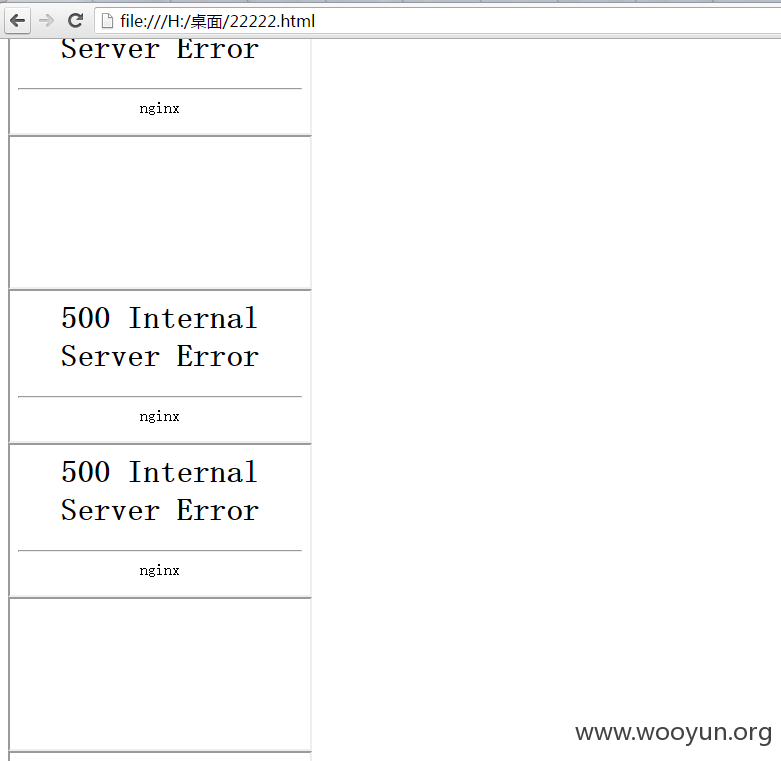 file:///H:/桌面/22222.html
Server Error
nginx
500 Internal
Server Error
nginx
500 Internal
Server Error
nginx
www.wooyun.org